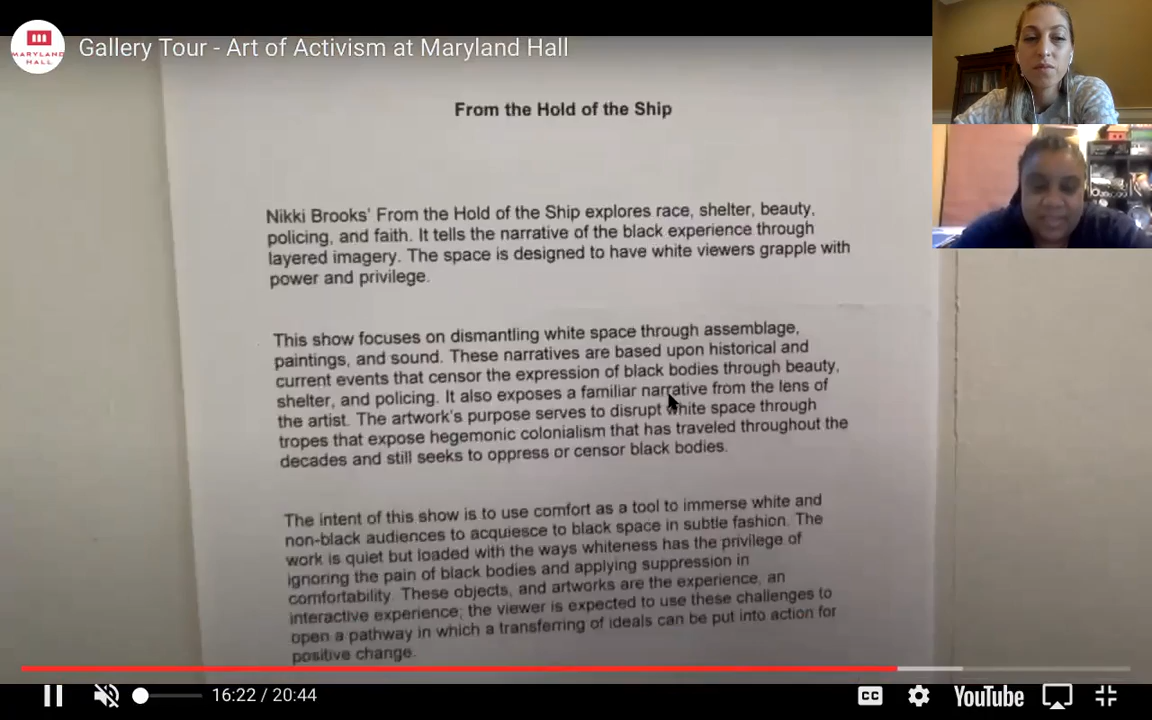 MARYLAND
HALL
Gallery Tour - Art of Activism at Maryland Hall
From the Hold of the Ship
Nikki Brooks' From the Hold of the Ship explores race, shelter, beauty,
policing, and faith. It tells the narrative of the black experience through
layered imagery. The space is designed to have white viewers grapple with
power and privilege.
This show focuses on dismantling white space through assemblage,
paintings, and sound. These narratives are based upon historical and
current events that censor the expression of black bodies through beauty,
shelter, and policing. It also exposes a familiar narrative from the lens of
the artist. The artwork's purpose serves to disrupt white space through
tropes that expose hegemonic colonialism that has traveled throughout the
decades and still seeks to oppress or censor black bodies.
The intent of this show is to use comfort as a tool to immerse white and
non-black audiences to acquiesce to black space in subtle fashion. The
work is quiet but loaded with the ways whiteness has the privilege of
ignoring the pain of black bodies and applying suppression in
comfortability. These objects, and artworks are the experience, an
interactive experience; the viewer is expected to use these challenges to
open a pathway in which a transferring of ideals can be put into action for
positive change.
16:22 / 20:44
CC
YouTube